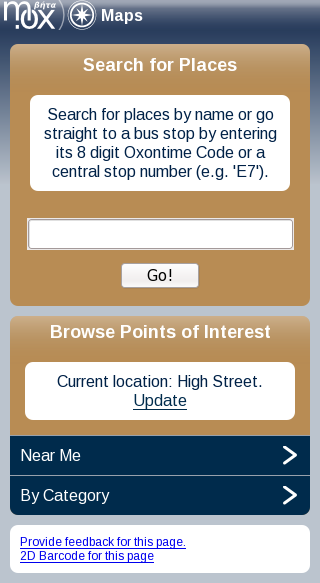 mox βήτα Maps
Search for Places
Search for places by name or go
straight to a bus stop by entering
its 8 digit Oxontime Code or a
central stop number (e.g. 'E7').
Go!
Browse Points of Interest
Current location: High Street.
Update
Near Me
By Category
Provide feedback for this page.
2D Barcode for this page